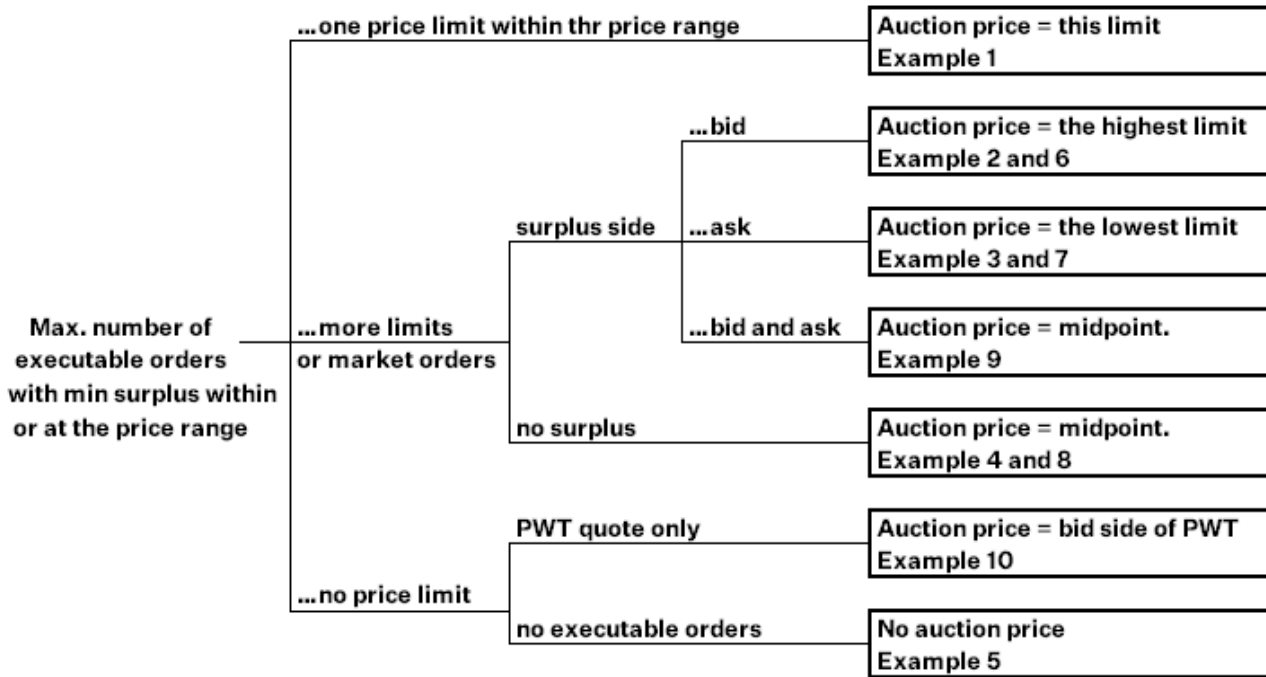 ...one price limit within thr price range
Auction price = this limit
Example 1
...bid
Auction price = the highest limit
Example 2 and 6
surplus side
...ask
Auction price = the lowest limit
Example 3 and 7
Max. number of
executable orders
with min surplus within
or at the price range
...more limits
or market orders
...bid and ask
Auction price = midpoint.
Example 9
no surplus
Auction price = midpoint.
Example 4 and 8
PWT quote only
Auction price = bid side of PWT
Example 10
...no price limit
no executable orders
No auction price
Example 5